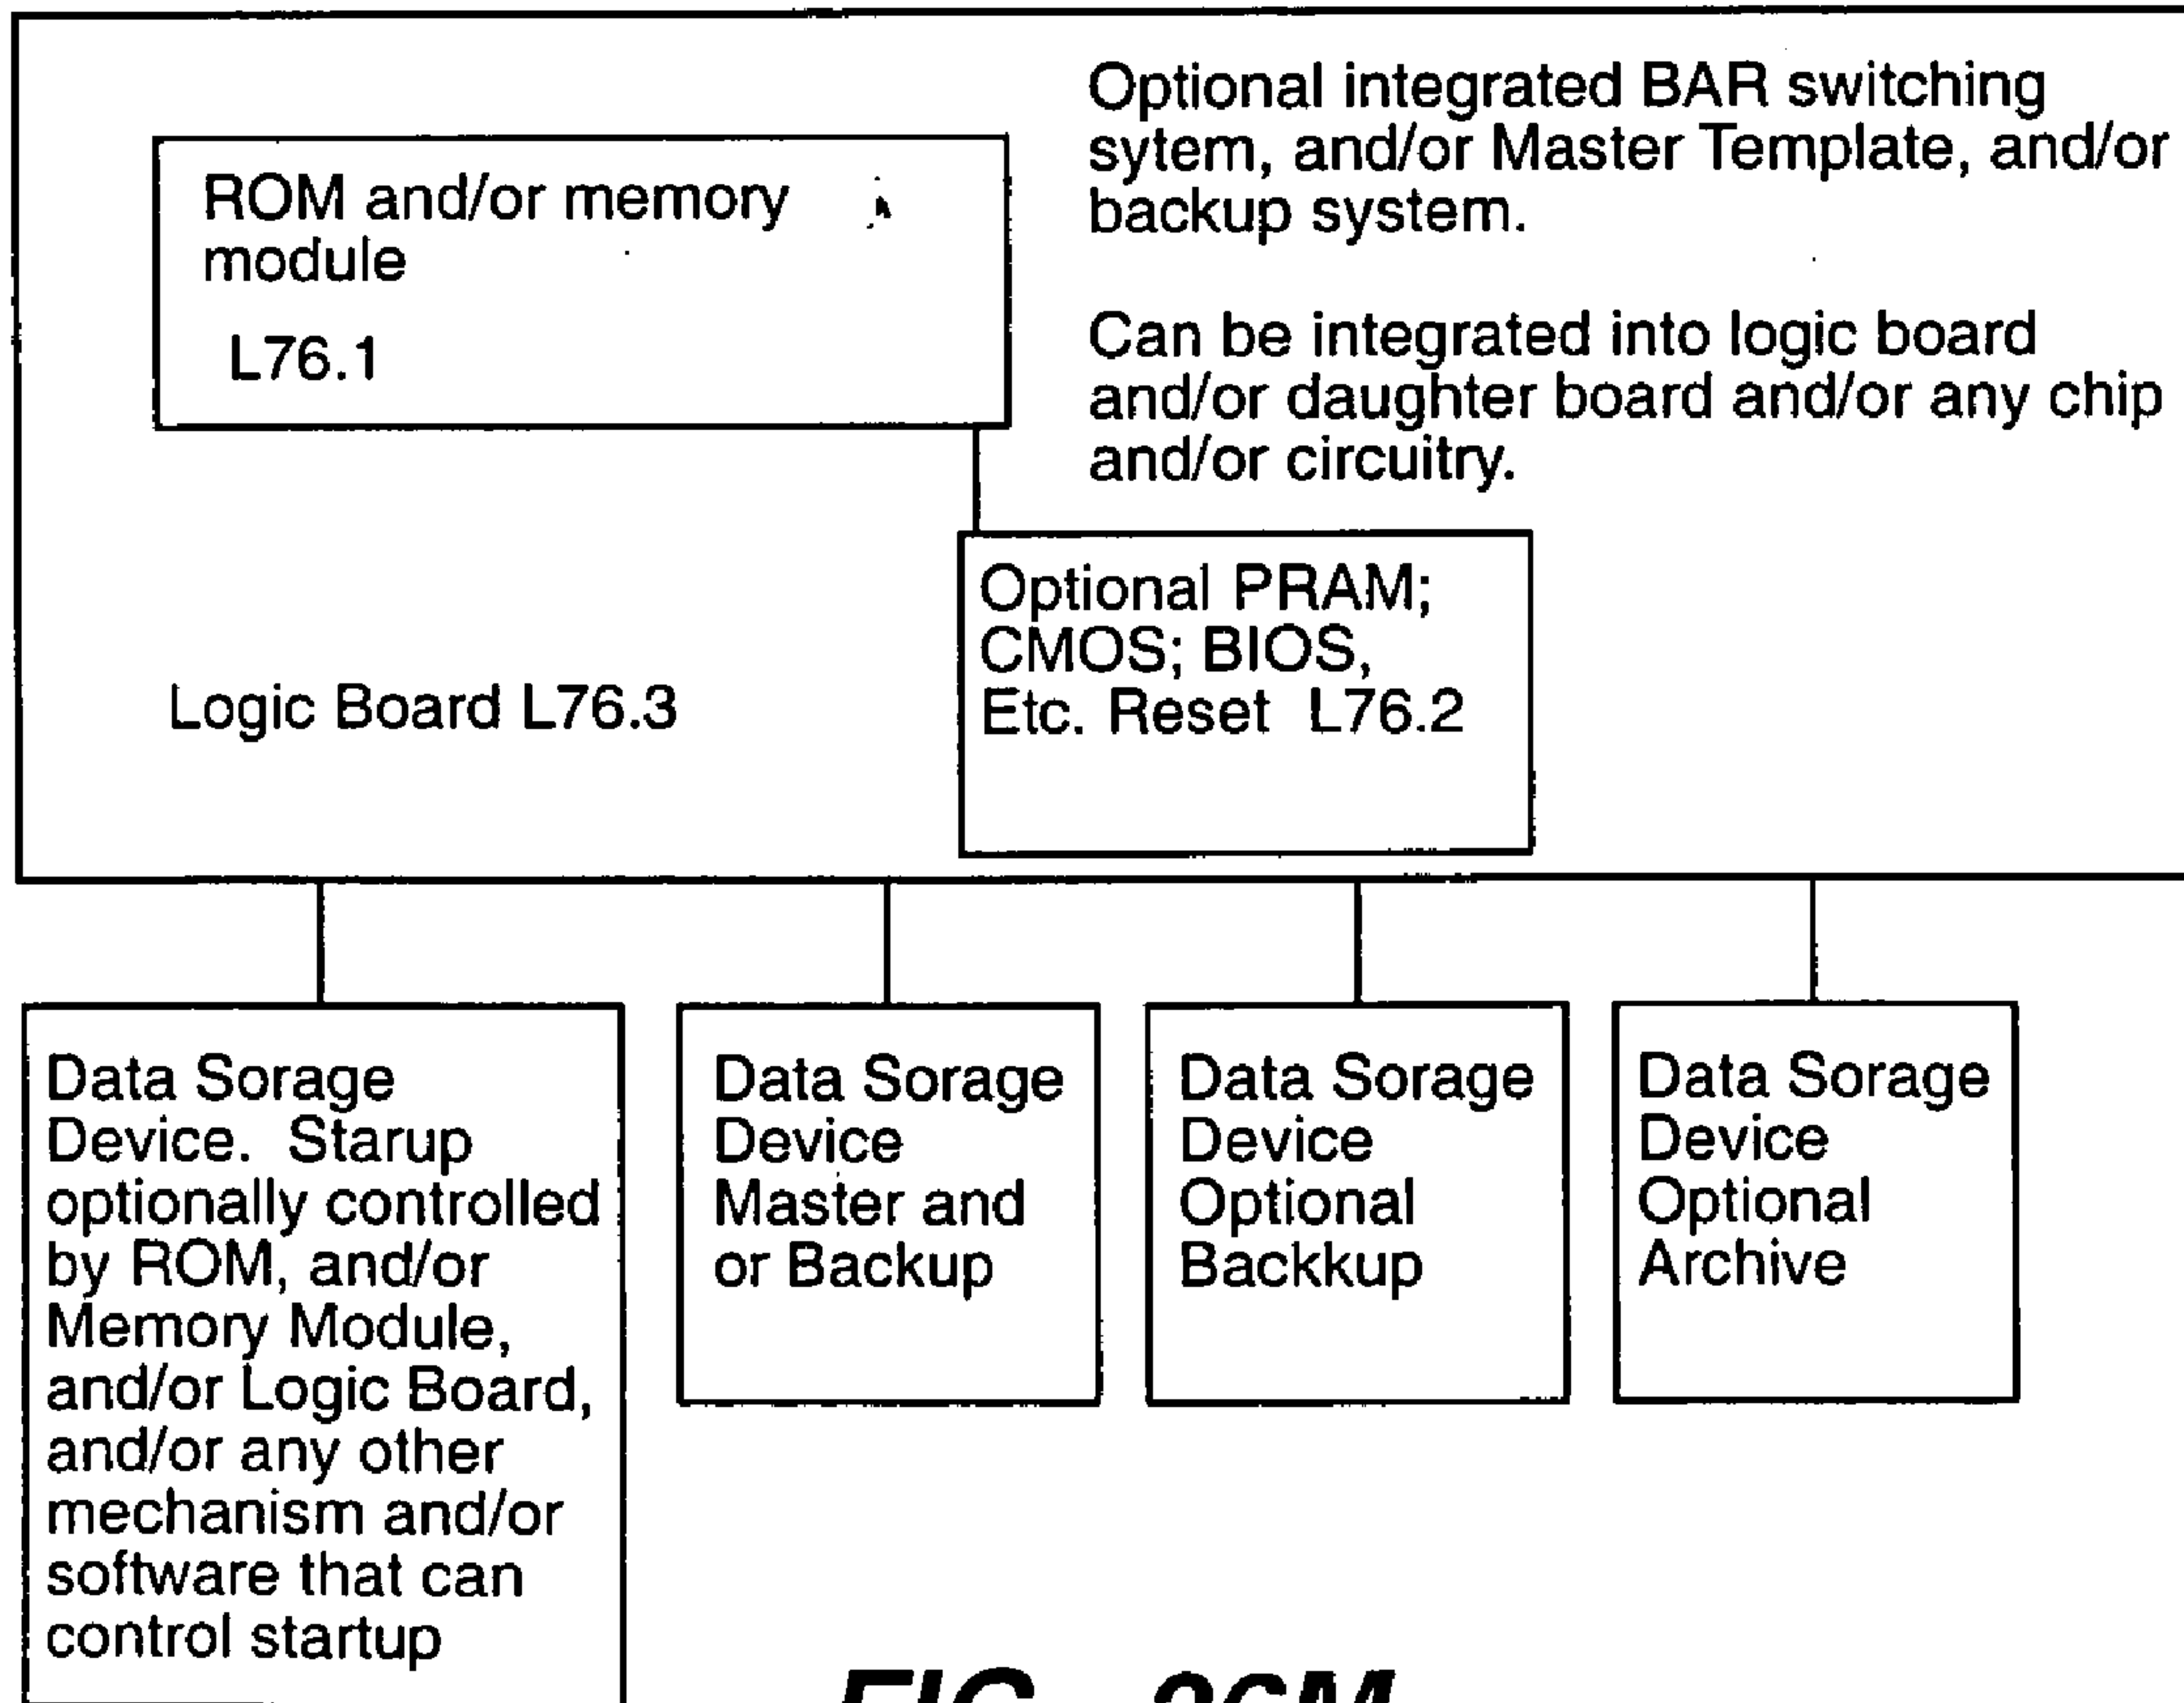 Optional integrated BAR switching
sytem, and/or Master Template, and/or
backup system.
ROM and/or memory
module
L76.1
Can be integrated into logic board
and/or daughter board and/or any chip
and/or circuitry.
Optional PRAM;
CMOS; BIOS,
Etc. Reset L76.2
Logic Board L76.3
Data Sorage
Device. Starup
optionally controlled
by ROM, and/or
Memory Module,
and/or Logic Board,
and/or any other
mechanism and/or
software that can
control startup
Data Sorage
Device
Master and
or Backup
Data Sorage
Device
Optional
Backkup
Data Sorage
Device
Optional
Archive